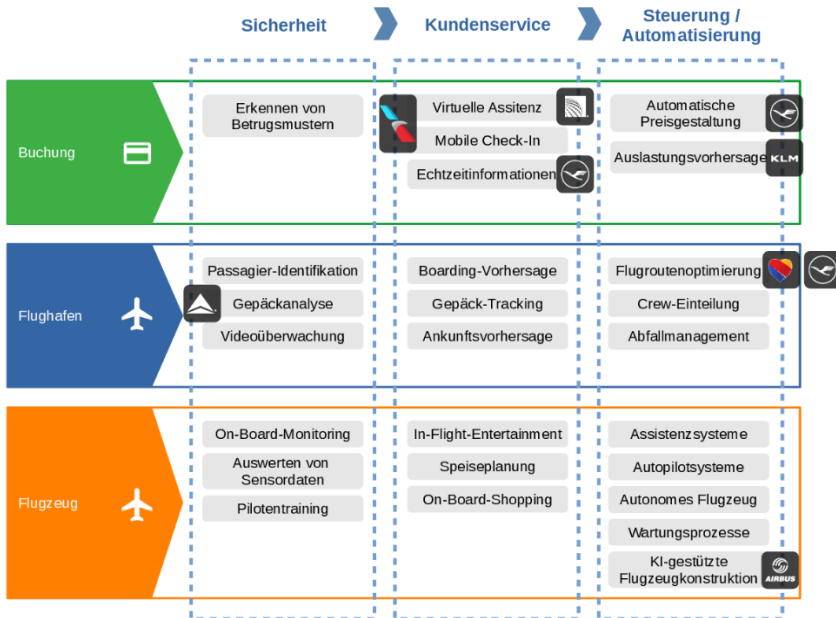 Sicherheit
Kundenservice
Steuerung /
Automatisierung
Buchung
Erkennen von
Betrugsmustern
Virtuelle Assitenz
Mobile Check-In
Echtzeitinformationen
Automatische
Preisgestaltung
Auslastungsvorhersage
KLM
Flughafen
Passagier-Identifikation
Gepäckanalyse
Videoüberwachung
Boarding-Vorhersage
Gepäck-Tracking
Ankunftsvorhersage
Flugroutenoptimierung
Crew-Einteilung
Abfallmanagement
Flugzeug
On-Board-Monitoring
Auswerten von
Sensordaten
Pilotentraining
In-Flight-Entertainment
Speiseplanung
On-Board-Shopping
Assistenzsysteme
Autopilotsysteme
Autonomes Flugzeug
Wartungsprozesse
KI-gestützte
Flugzeugkonstruktion
AIRBUS